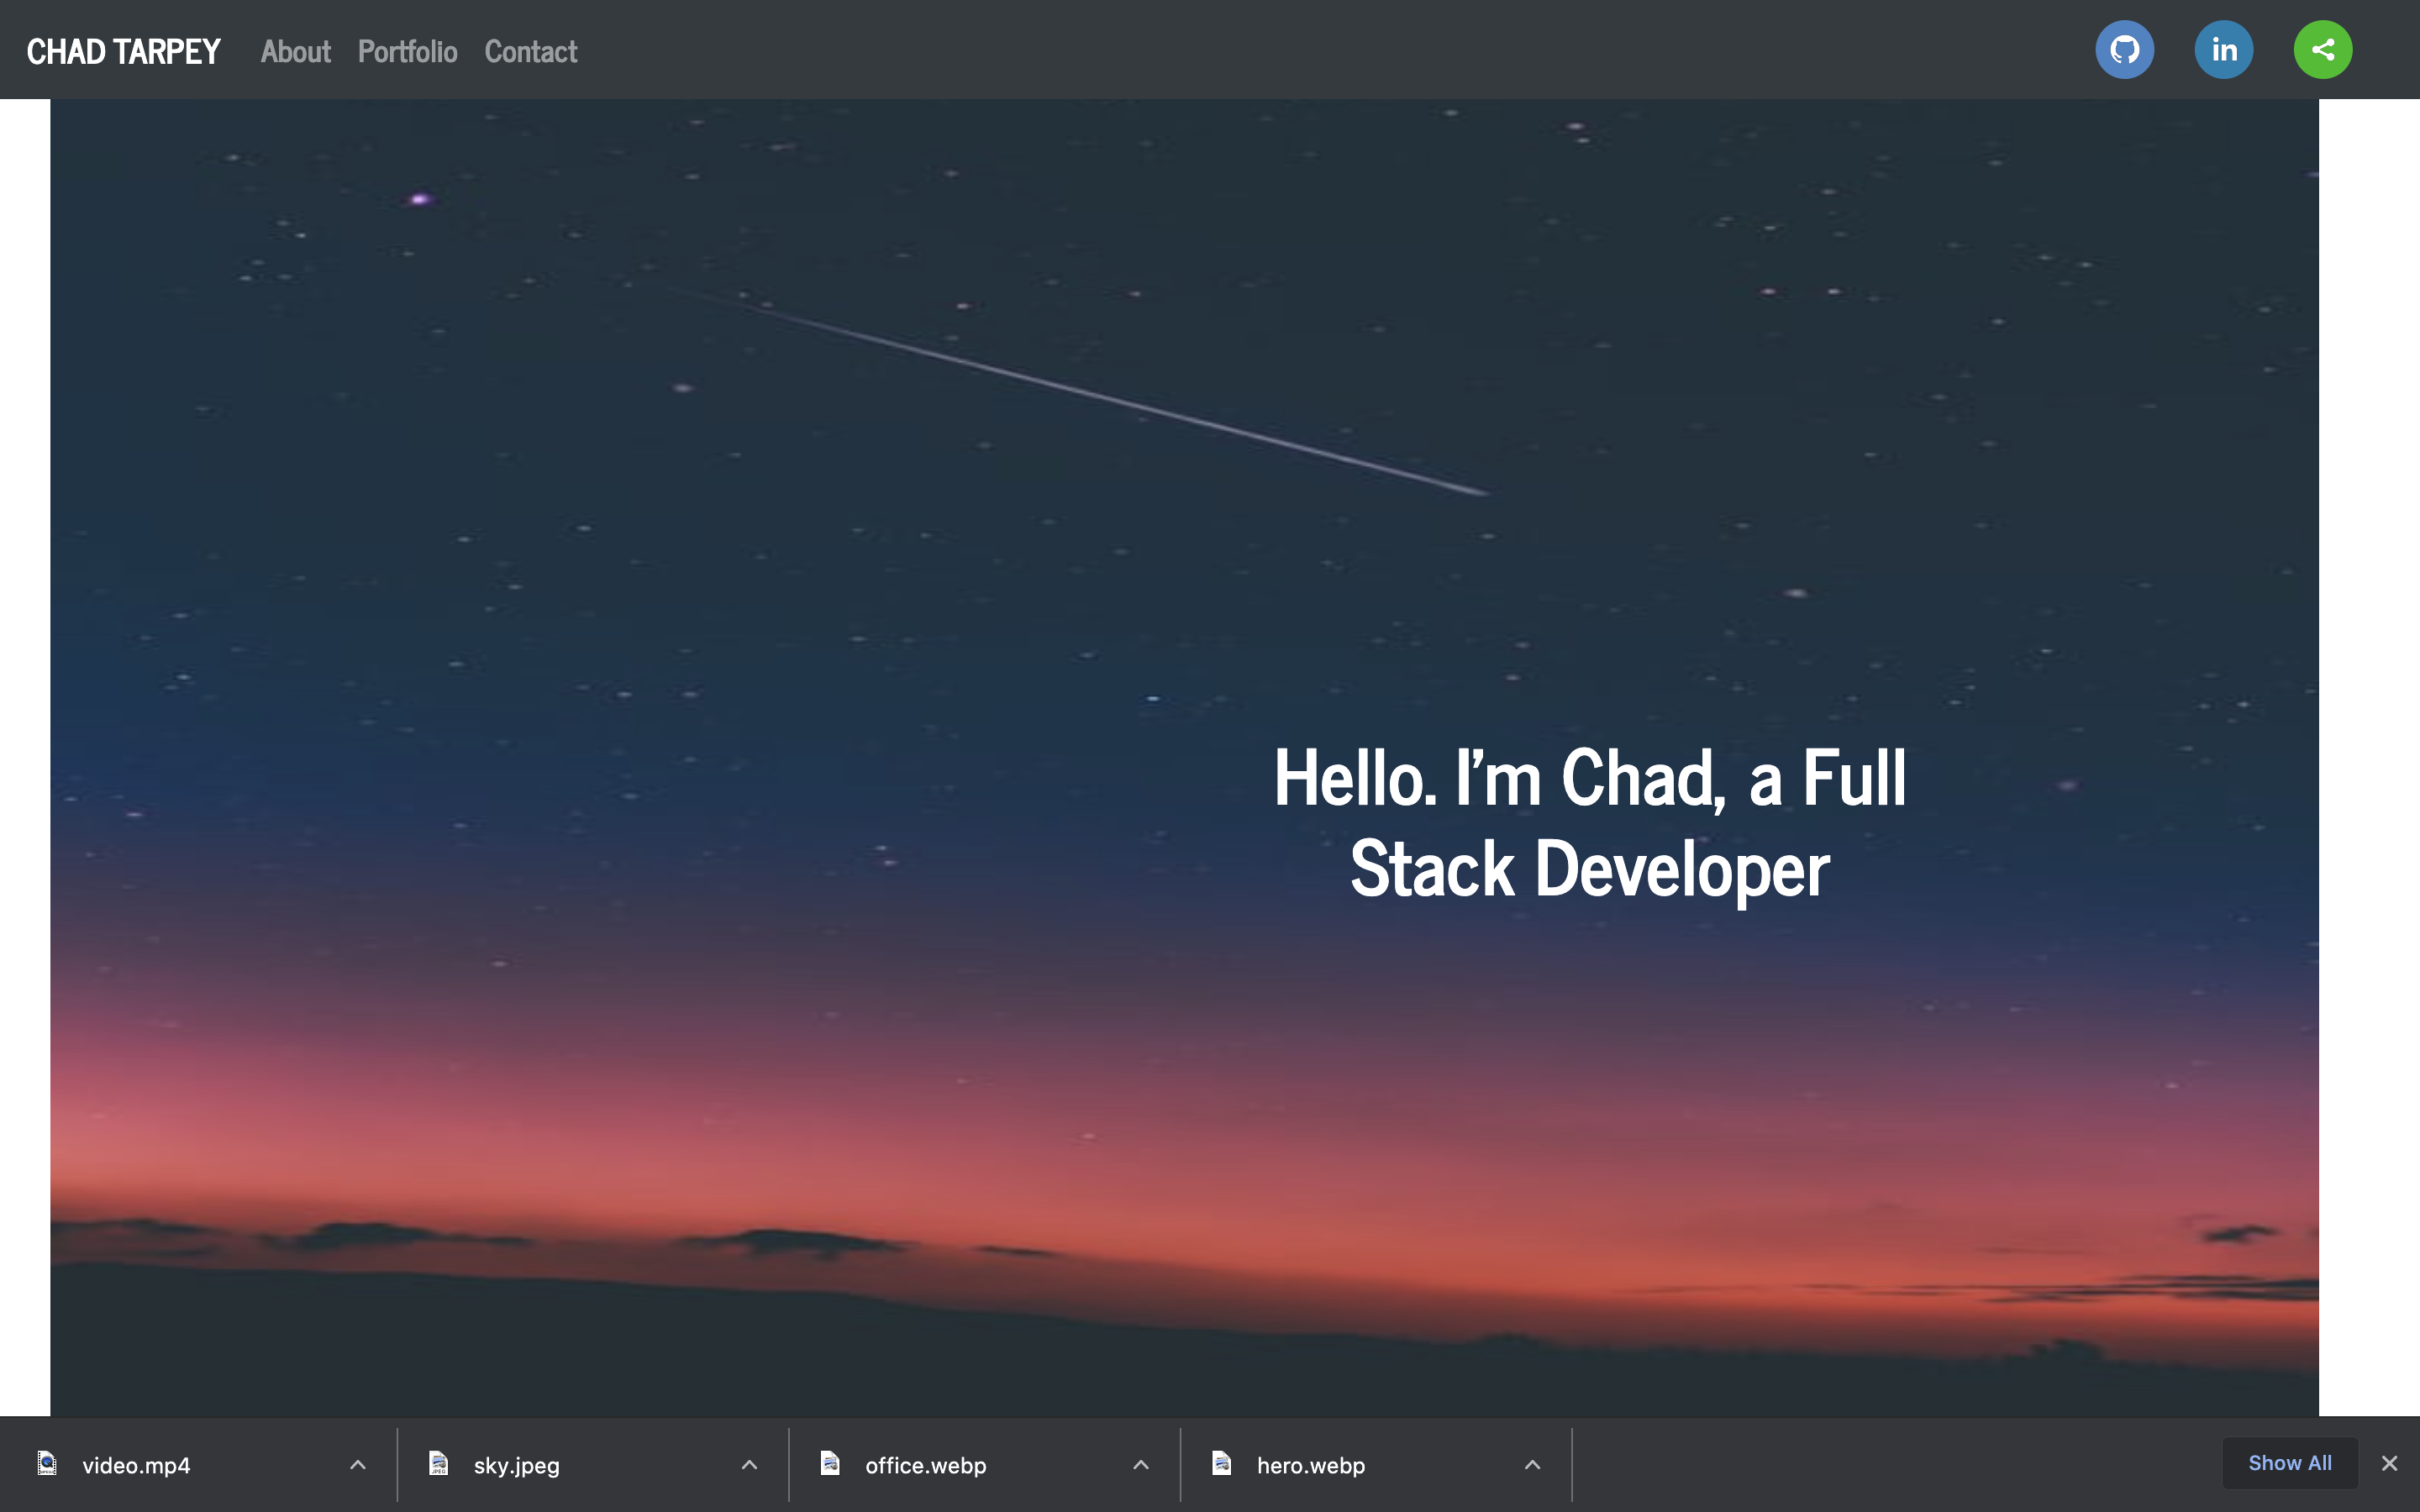 CHAD TARPEY About Portfolio Contact in
Hello. I'm Chad, a Full
Stack Developer
video.mp4 sky.jpeg office.webp hero.webp Show All